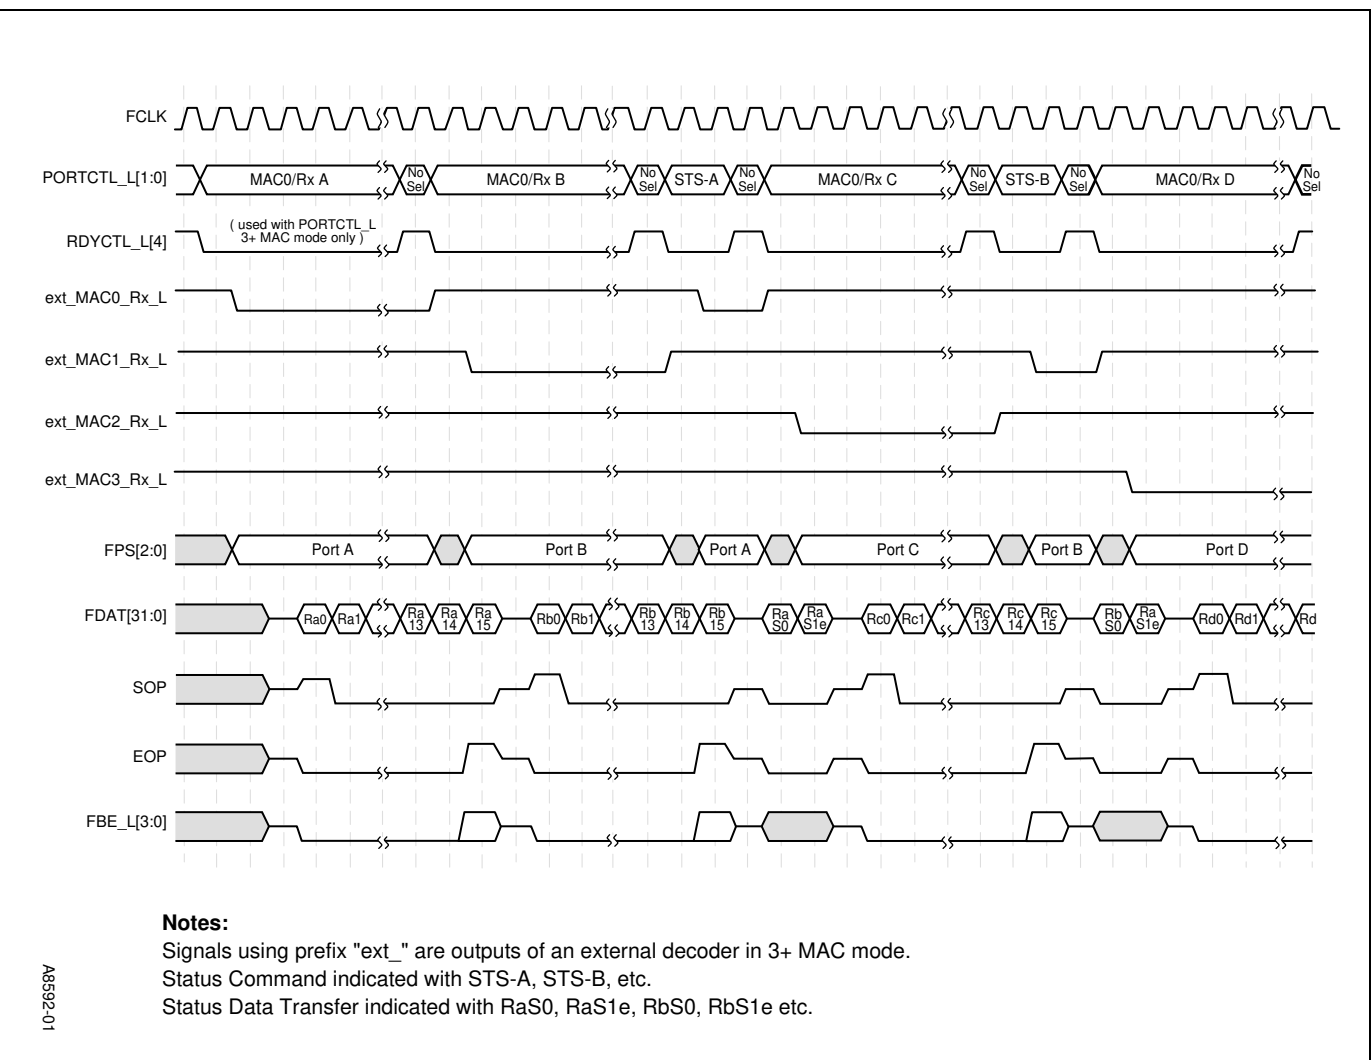 FCLK
PORTCTL_L[1:0] MAC0/Rx A No Sel MAC0/Rx B No Sel STS-A No Sel MAC0/Rx C No Sel STS-B No Sel MAC0/Rx D No Sel
RDYCTL_L[4] ( used with PORTCTL_L
3+ MAC mode only )
ext_MAC0_Rx_L
ext_MAC1_Rx_L
ext_MAC2_Rx_L
ext_MAC3_Rx_L
FPS[2:0] Port A Port B Port A Port C Port B Port D
FDAT[31:0] Ra0 Ra1 Ra 13 Ra 14 Ra 15 Rb0 Rb1 Rb 13 Rb 14 Rb 15 Ra S0 Ra S1e Rc0 Rc1 Rc 13 Rc 14 Rc 15 Rb S0 Ra S1e Rd0 Rd1 Rd
SOP
EOP
FBE_L[3:0]
Notes:
Signals using prefix "ext_" are outputs of an external decoder in 3+ MAC mode.
Status Command indicated with STS-A, STS-B, etc.
Status Data Transfer indicated with RaS0, RaS1e, RbS0, RbS1e etc.
A8592-01